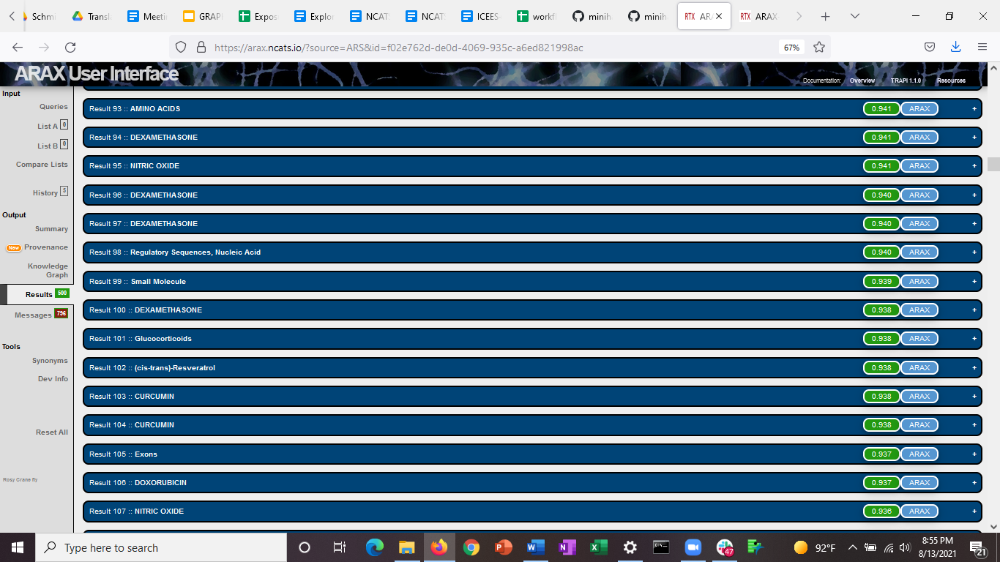 Schmi
Transla
Meetin
GRAP
Expos
Explor
NCATS
NCATS
ICEES-
workfl
miniha
miniha
RTX ARA
RTX ARAX
https://arax.ncats.io/?source=ARS&id=f02e762d-de0d-4069-935c-a6ed821998ac
67%
ARAX User Interface
Documentation: Overview TRAPI 1.1.0 Resources
Input
Queries
List A 0
List B 0
Compare Lists
History 5
Output
Summary
New Provenance
Knowledge
Graph
Results 500
Messages 796
Tools
Synonyms
Dev Info
Reset All
Rosy Crane fly
Result 93 :: AMINO ACIDS 0.941 ARAX +
Result 94 :: DEXAMETHASONE 0.941 ARAX +
Result 95 :: NITRIC OXIDE 0.941 ARAX +
Result 96 :: DEXAMETHASONE 0.940 ARAX +
Result 97 :: DEXAMETHASONE 0.940 ARAX +
Result 98 :: Regulatory Sequences, Nucleic Acid 0.940 ARAX +
Result 99 :: Small Molecule 0.939 ARAX +
Result 100 :: DEXAMETHASONE 0.938 ARAX +
Result 101 :: Glucocorticoids 0.938 ARAX +
Result 102 :: (cis-trans)-Resveratrol 0.938 ARAX +
Result 103 :: CURCUMIN 0.938 ARAX +
Result 104 :: CURCUMIN 0.938 ARAX +
Result 105 :: Exons 0.937 ARAX +
Result 106 :: DOXORUBICIN 0.937 ARAX +
Result 107 :: NITRIC OXIDE 0.936 ARAX +
Type here to search
47
92°F
8:55 PM
8/13/2021
21